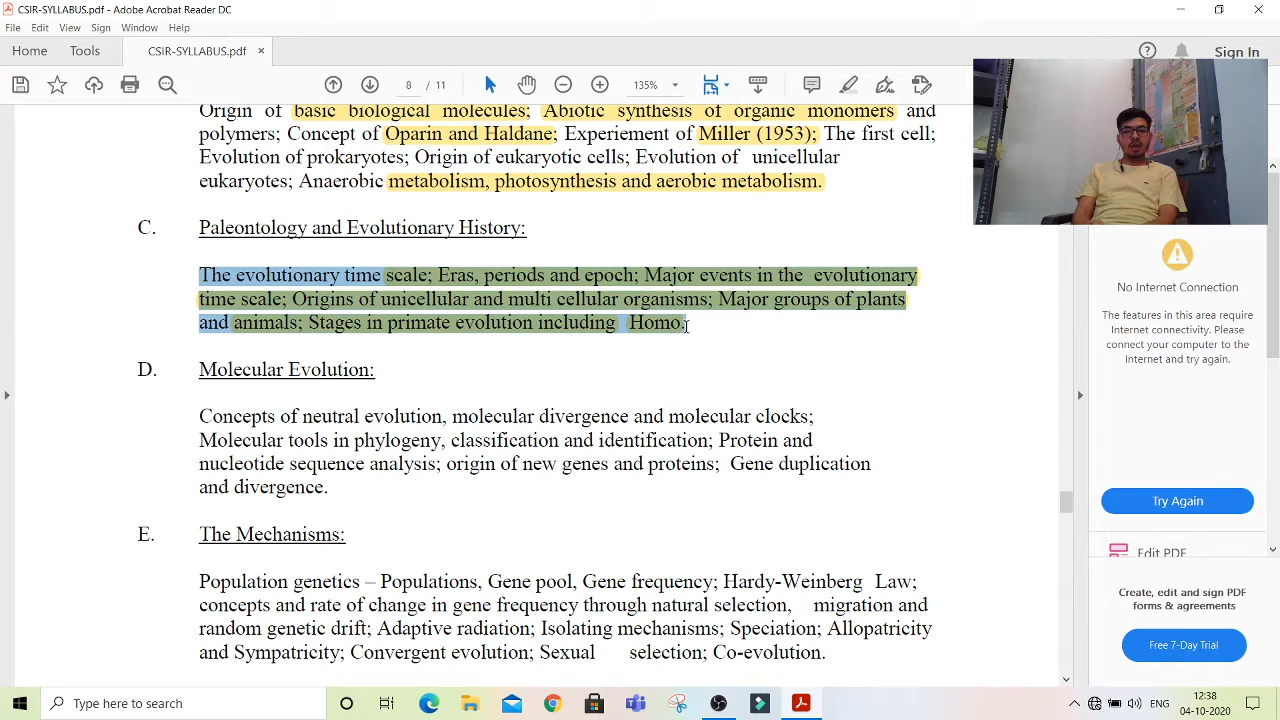 CSIR-SYLLABUS.pdf - Adobe Acrobat Reader DC
File Edit View Sign Window Help
Home Tools CSIR-SYLLABUS.pdf × Sign In
8 / 11 135%
Origin of basic biological molecules; Abiotic synthesis of organic monomers and
polymers; Concept of Oparin and Haldane; Experiement of Miller (1953); The first cell;
Evolution of prokaryotes; Origin of eukaryotic cells; Evolution of unicellular
eukaryotes; Anaerobic metabolism, photosynthesis and aerobic metabolism.
C. Paleontology and Evolutionary History:
The evolutionary time scale; Eras, periods and epoch; Major events in the evolutionary
time scale; Origins of unicellular and multi cellular organisms; Major groups of plants
and animals; Stages in primate evolution including Homo.
D. Molecular Evolution:
Concepts of neutral evolution, molecular divergence and molecular clocks;
Molecular tools in phylogeny, classification and identification; Protein and
nucleotide sequence analysis; origin of new genes and proteins; Gene duplication
and divergence.
E. The Mechanisms:
Population genetics – Populations, Gene pool, Gene frequency; Hardy-Weinberg Law;
concepts and rate of change in gene frequency through natural selection, migration and
random genetic drift; Adaptive radiation; Isolating mechanisms; Speciation; Allopatricity
and Sympatricity; Convergent evolution; Sexual selection; Co-evolution.
No Internet Connection
The features in this area require
Internet connectivity. Please
connect your computer to the
Internet and try again.
Try Again
Edit PDF
Create, edit and sign PDF
forms & agreements
Free 7-Day Trial
Type here to search
ENG
12:38
04-10-2020